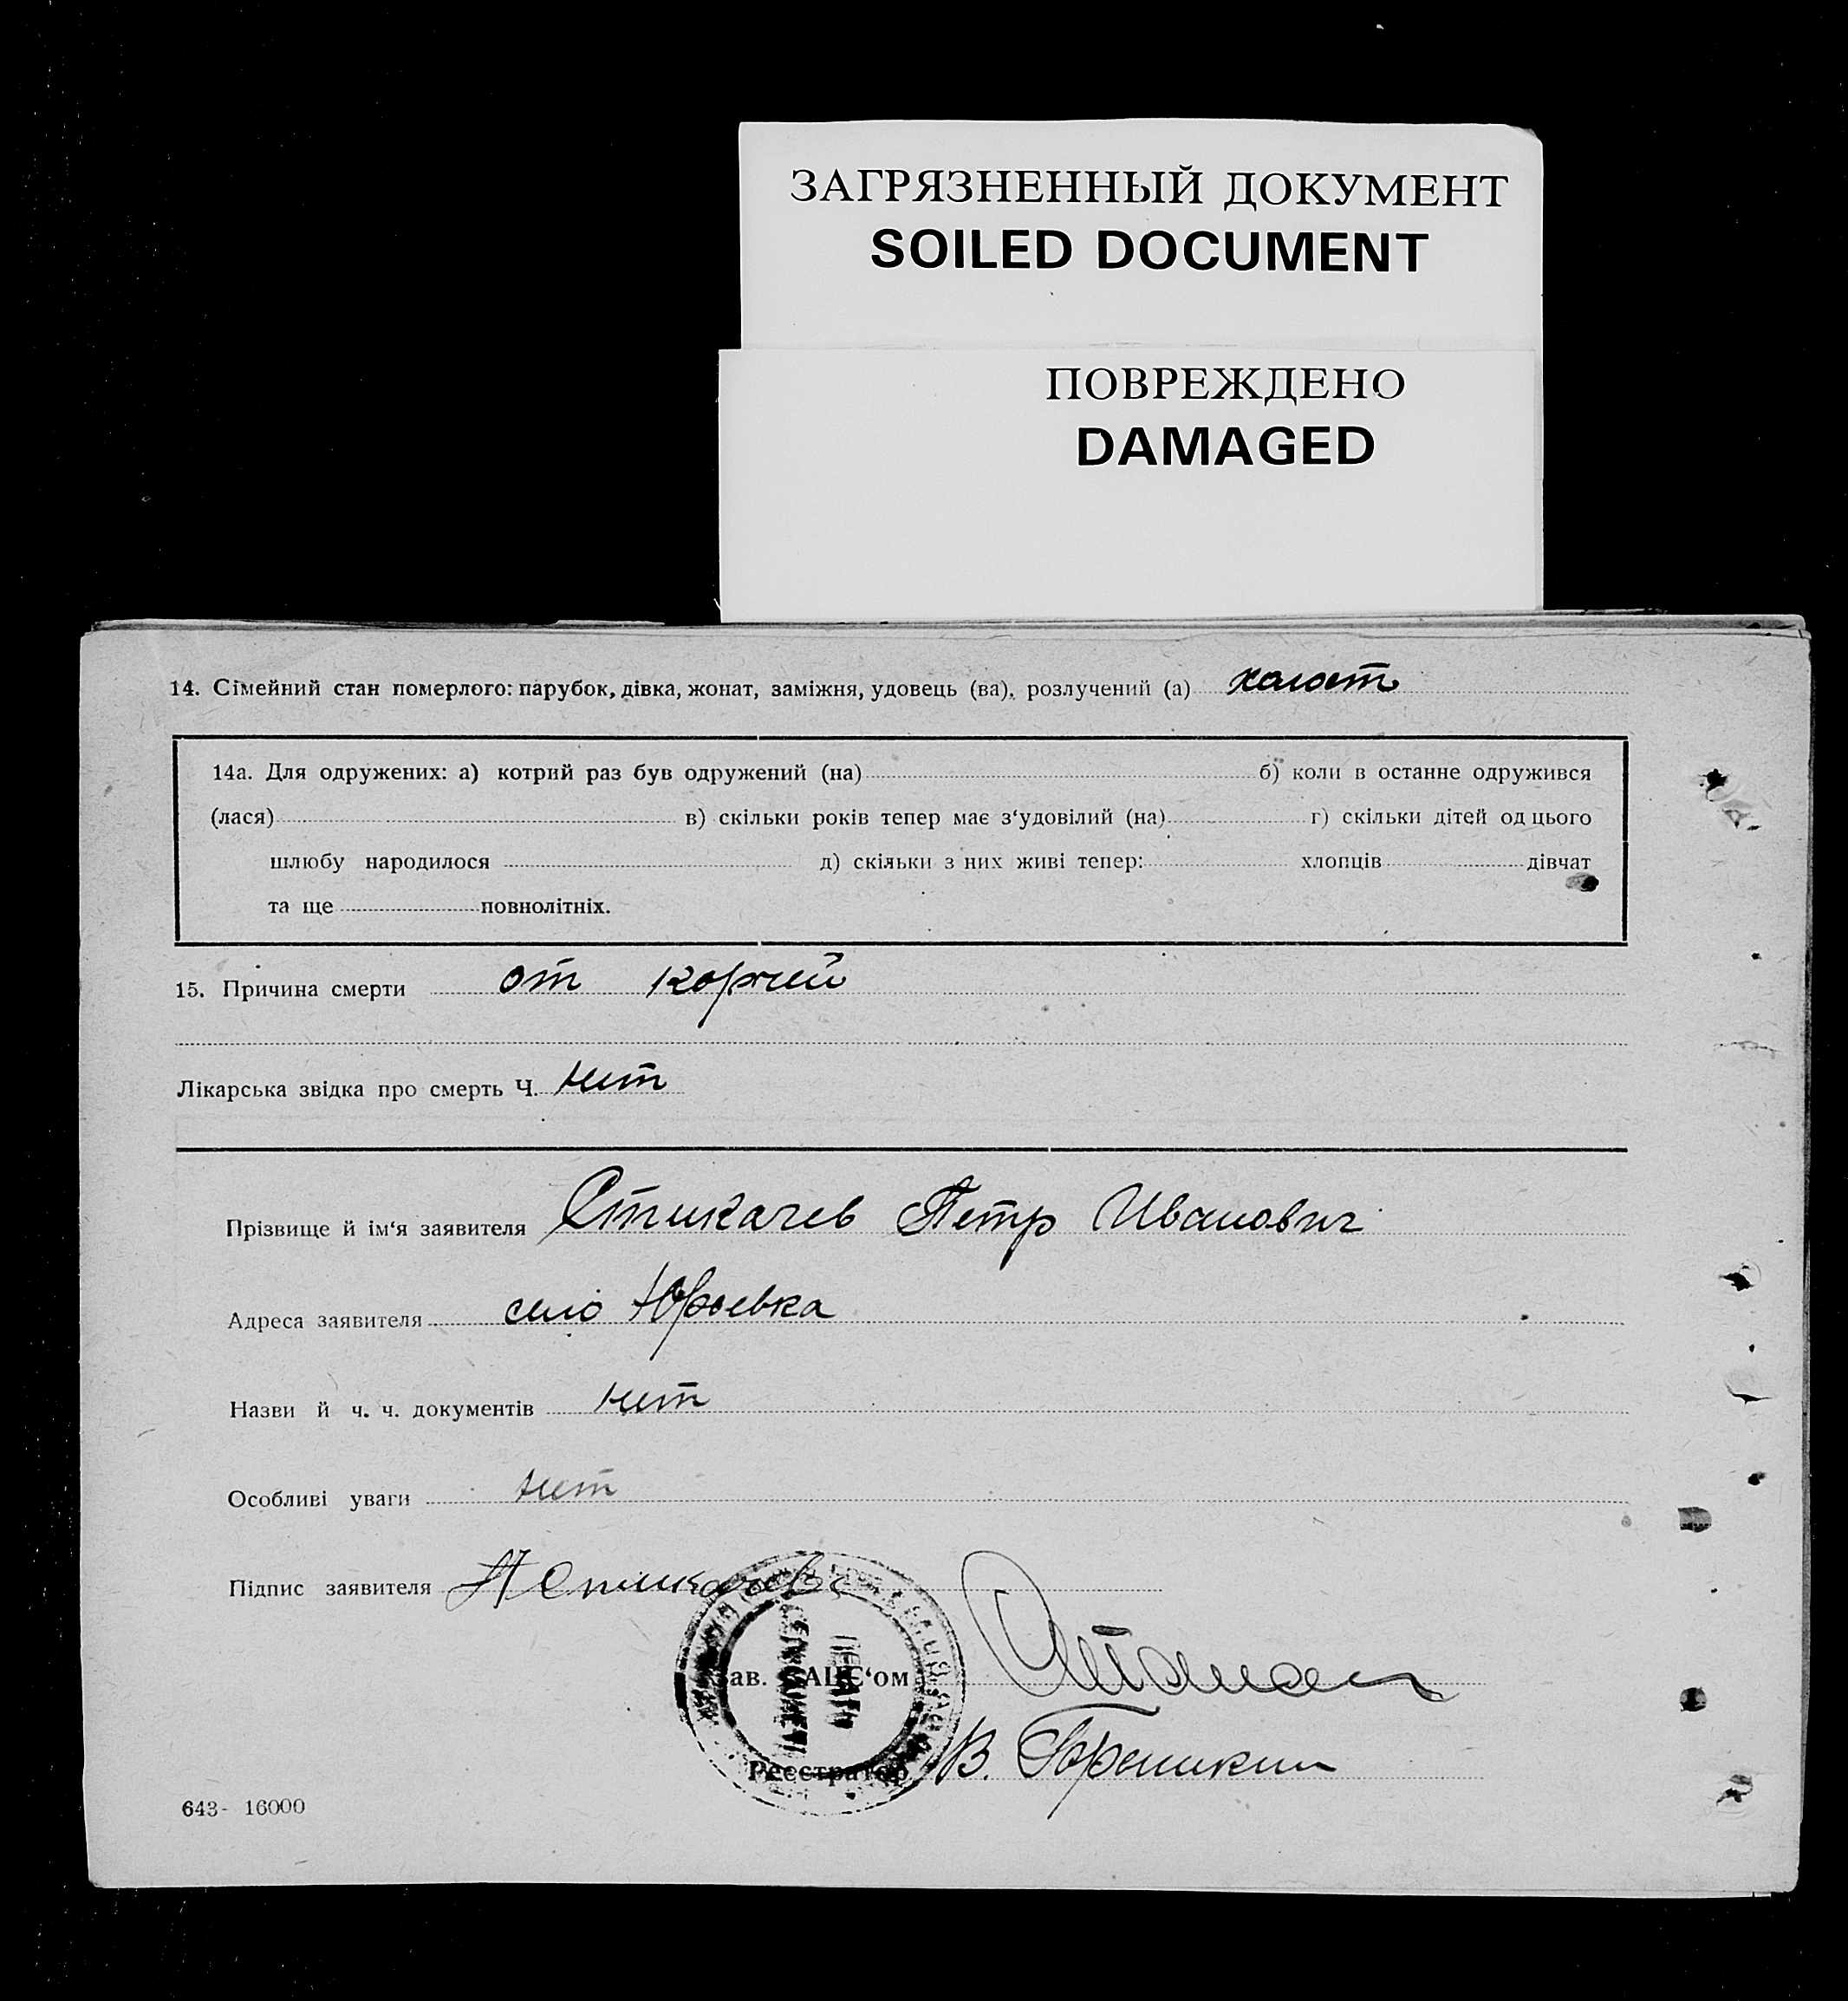 ЗАГРЯЗНЕННЫЙ ДОКУМЕНТ
SOILED DOCUMENT
ПОВРЕЖДЕНО
DAMAGED
14. Сімейний стан померлого: парубок, дівка, жонат, заміжня, удовець (ва), розлучений (а) холост
14а. Для одружених: а) котрий раз був одружений (на) б) коли в останне одружився
(лася) в) скільки років тепер має з‘удовілий (на) г) скільки дітей од цього
шлюбу народилося д) скільки з них живі тепер: хлопців дівчат
та ще повнолітніх.
15. Причина смерти от корчей
Лікарська звідка про смерть Ч. нет
Прізвище й ім‘я заявителя Стикачев Петр Иванович
Адреса заявителя село Юрьевка
Назви й ч. ч. документів нет
Особливі уваги нет
Підпис заявителя
Зав. ЗАЦС‘ом
Реєстратор В.
643- 16000